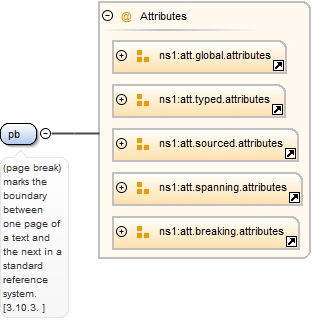 @ Attributes
ns1:att.global.attributes
ns1:att.typed.attributes
pb
ns1:att.sourced.attributes
ns1:att.spanning.attributes
ns1:att.breaking.attributes
(page break)
marks the
boundary
between
one page of
a text and
the next in a
standard
reference
system.
[3.10.3. ]